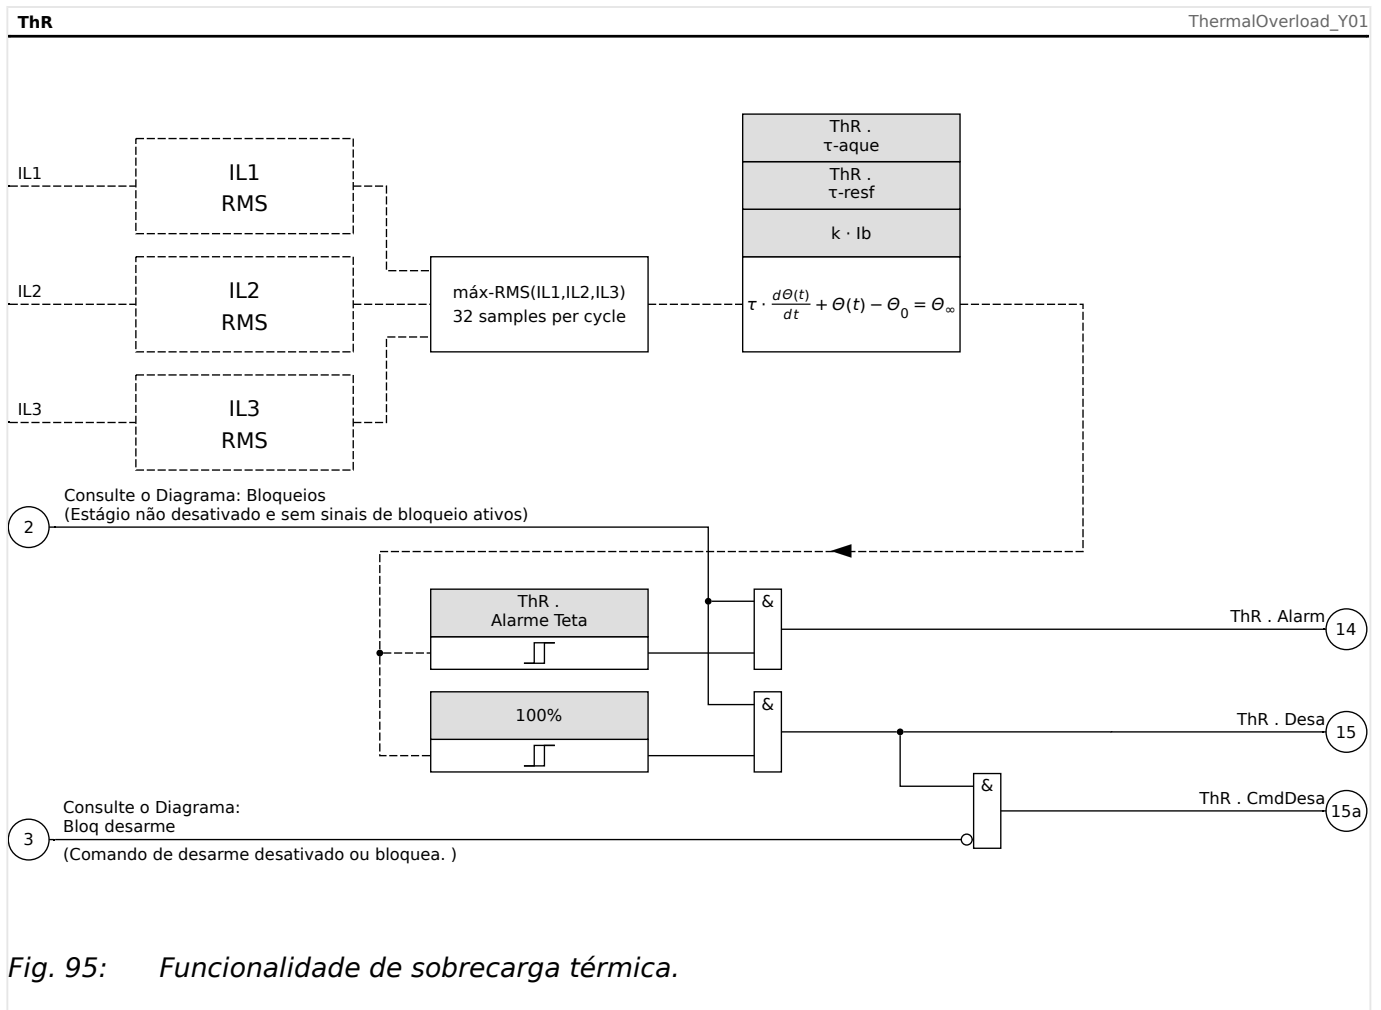 ThR
ThermalOverload_Y01
ThR .
τ-aque
ThR .
τ-resf
k · Ib
IL1
IL1
RMS
IL2
IL2
RMS
máx-RMS(IL1,IL2,IL3)
32 samples per cycle
τ · dΘ(t)/dt + Θ(t) − Θ₀ = Θ∞
IL3
IL3
RMS
Consulte o Diagrama: Bloqueios
(Estágio não desativado e sem sinais de bloqueio ativos)
2
ThR .
Alarme Teta
&
ThR . Alarm
14
100%
&
ThR . Desa
15
&
ThR . CmdDesa
15a
Consulte o Diagrama:
Bloq desarme
3
(Comando de desarme desativado ou bloquea. )
Fig. 95: Funcionalidade de sobrecarga térmica.